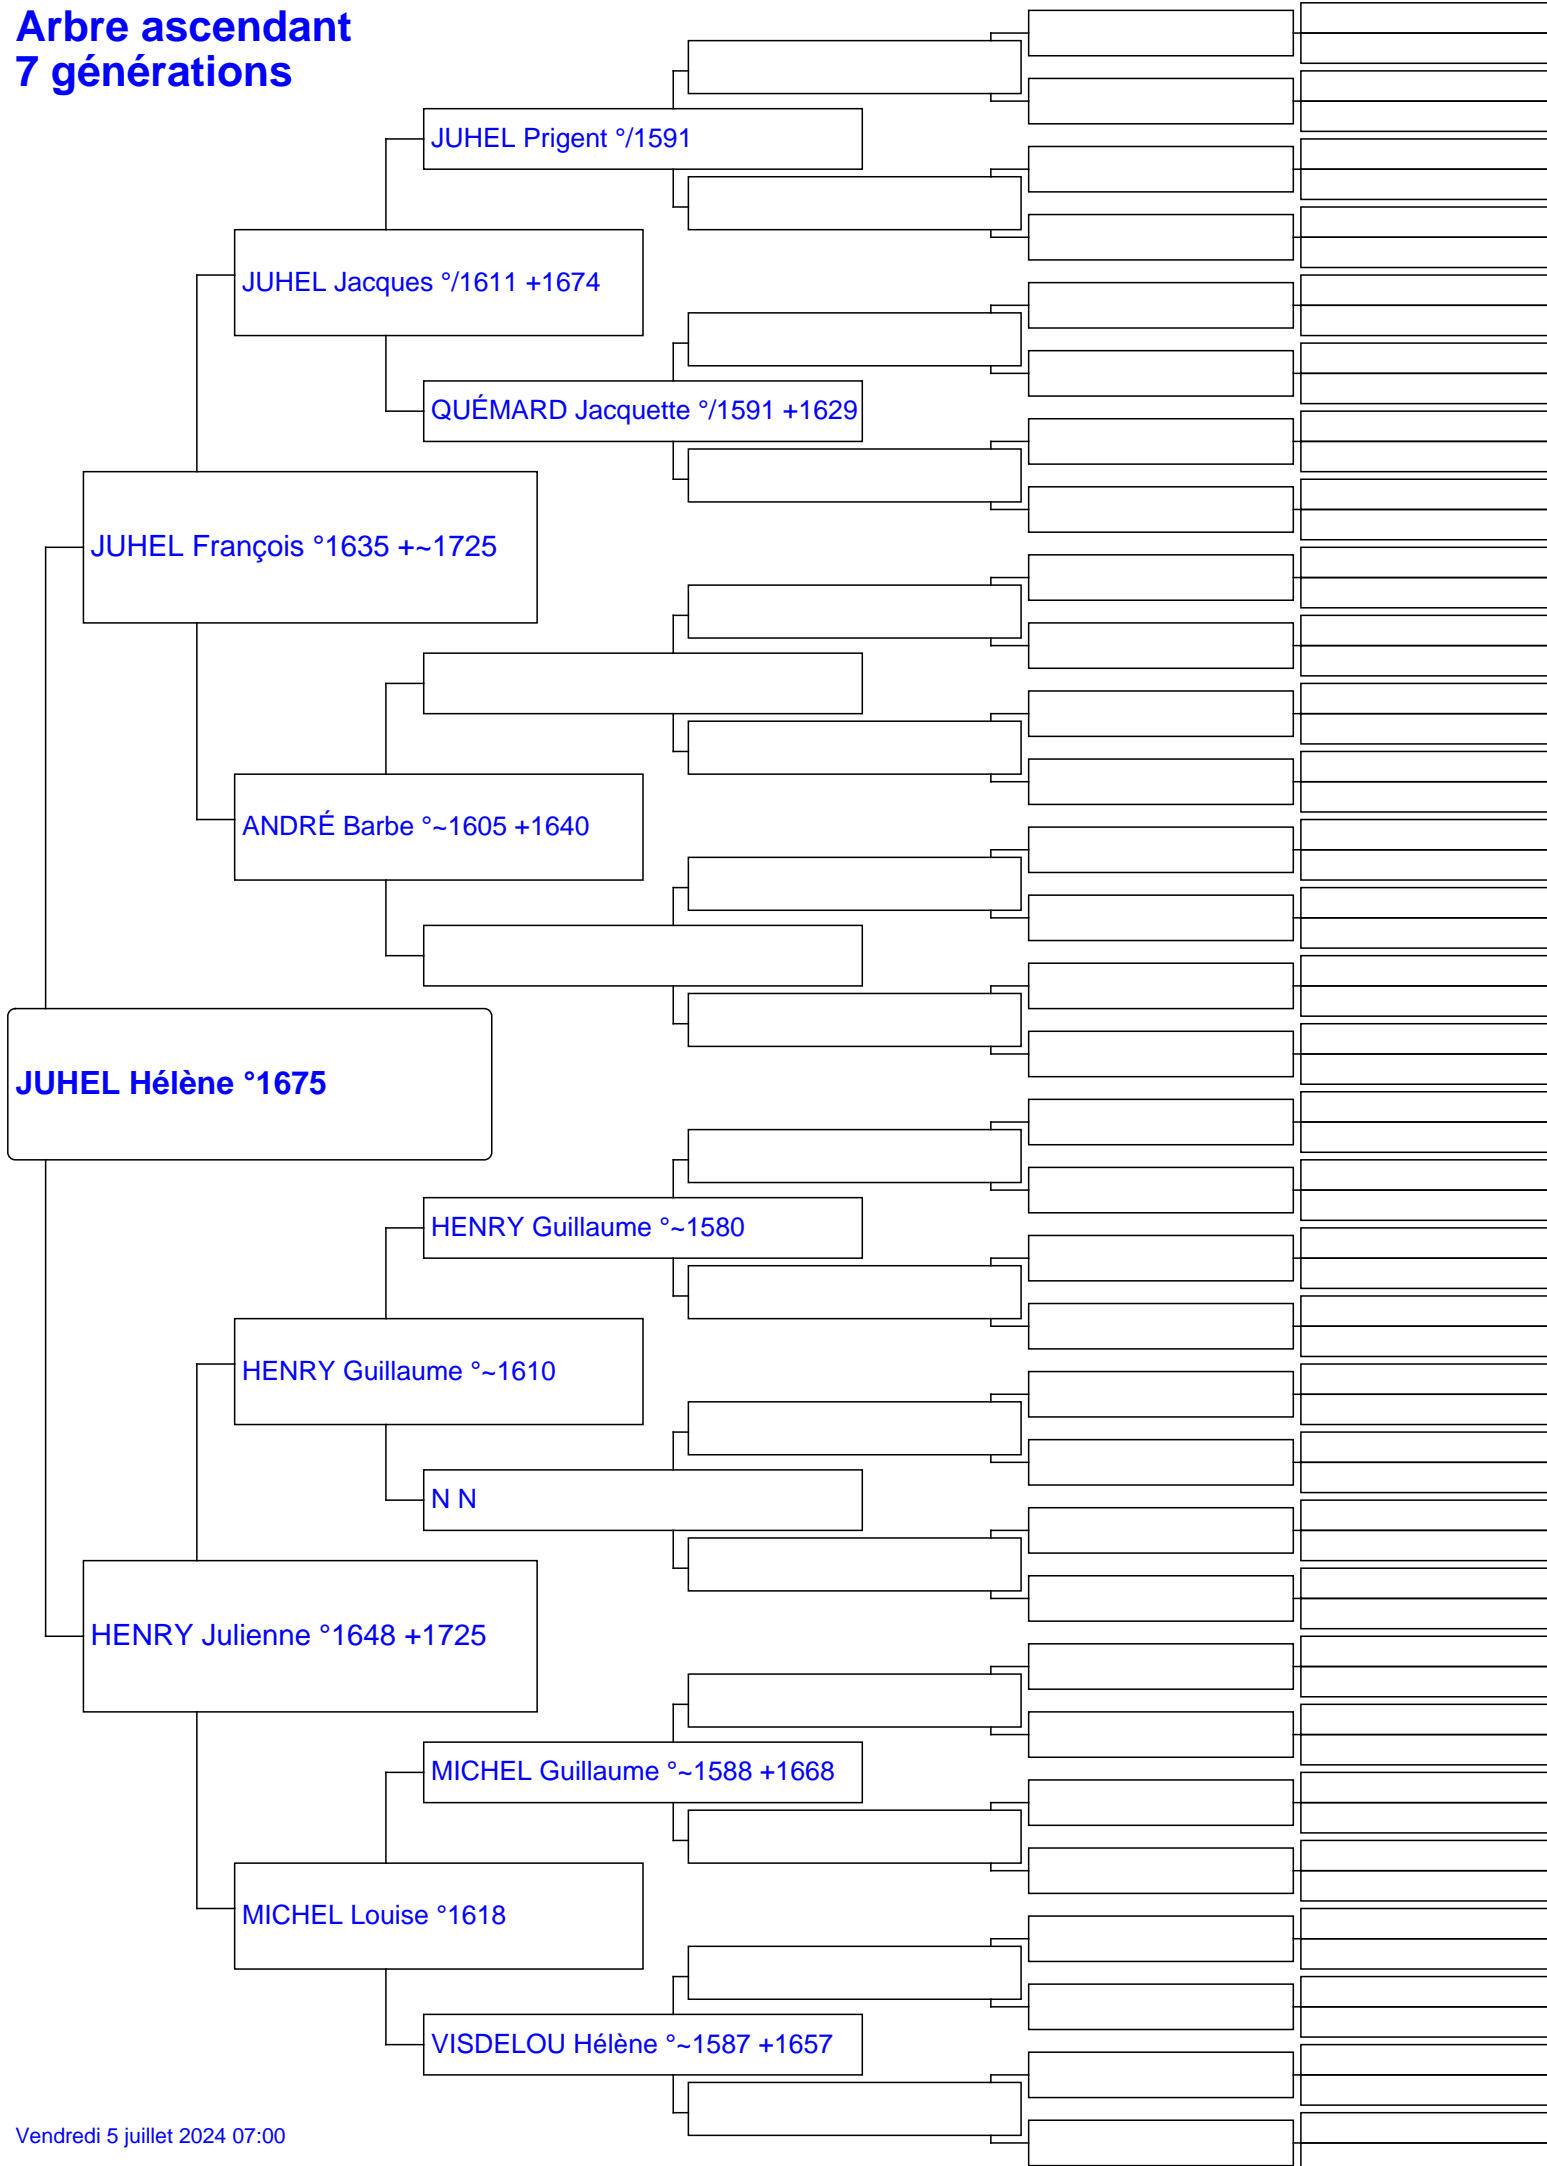 Arbre ascendant
7 générations
JUHEL Prigent °/1591
JUHEL Jacques °/1611 +1674
QUÉMARD Jacquette °/1591 +1629
JUHEL François °1635 +~1725
ANDRÉ Barbe °~1605 +1640
JUHEL Hélène °1675
HENRY Guillaume °~1580
HENRY Guillaume °~1610
N N
HENRY Julienne °1648 +1725
MICHEL Guillaume °~1588 +1668
MICHEL Louise °1618
VISDELOU Hélène °~1587 +1657
Vendredi 5 juillet 2024 07:00